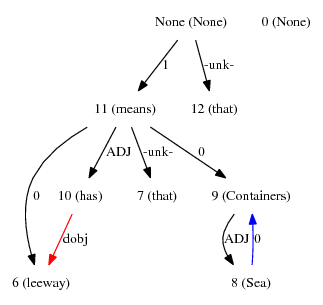 None (None) 0 (None)
1 -unk-
11 (means) 12 (that)
0 ADJ -unk- 0
10 (has) 7 (that) 9 (Containers)
dobj ADJ 0
6 (leeway) 8 (Sea)